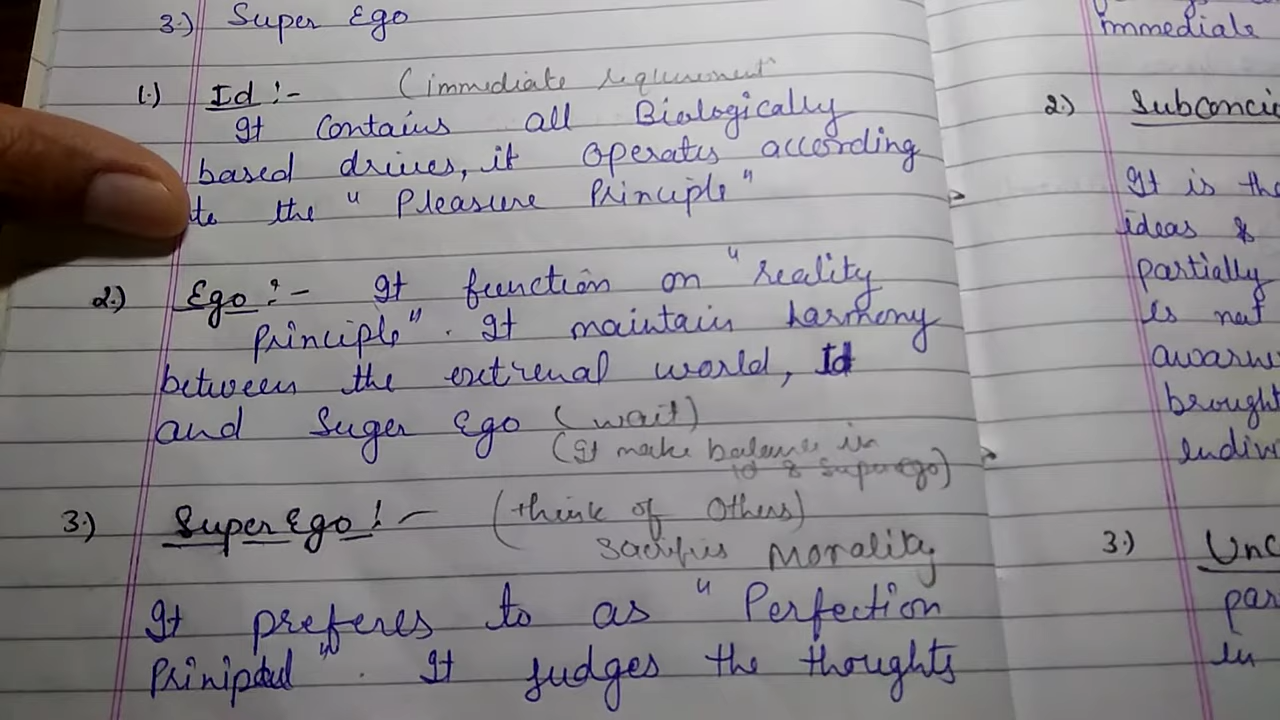 3.) Super Ego
1.) Id :- (immediate requirement
It contains all Biologically
based drives, it operates according
to the " Pleasure Principle "
2.) Ego :- It function on " reality
principle " . It maintain harmony
between the extrenal world, Id
and Suger Ego (wait)
(It make balance in
id & Superego)
3.) Super Ego ! - (think of Others)
Sacrifies Morality
It preferes to as " Perfection
Prinipal " . It judges the thoughts
immediate
2.) Subconci
It is the
ideas &
partially
is not
awarne
brought
indivi
3.) Unc
par
in